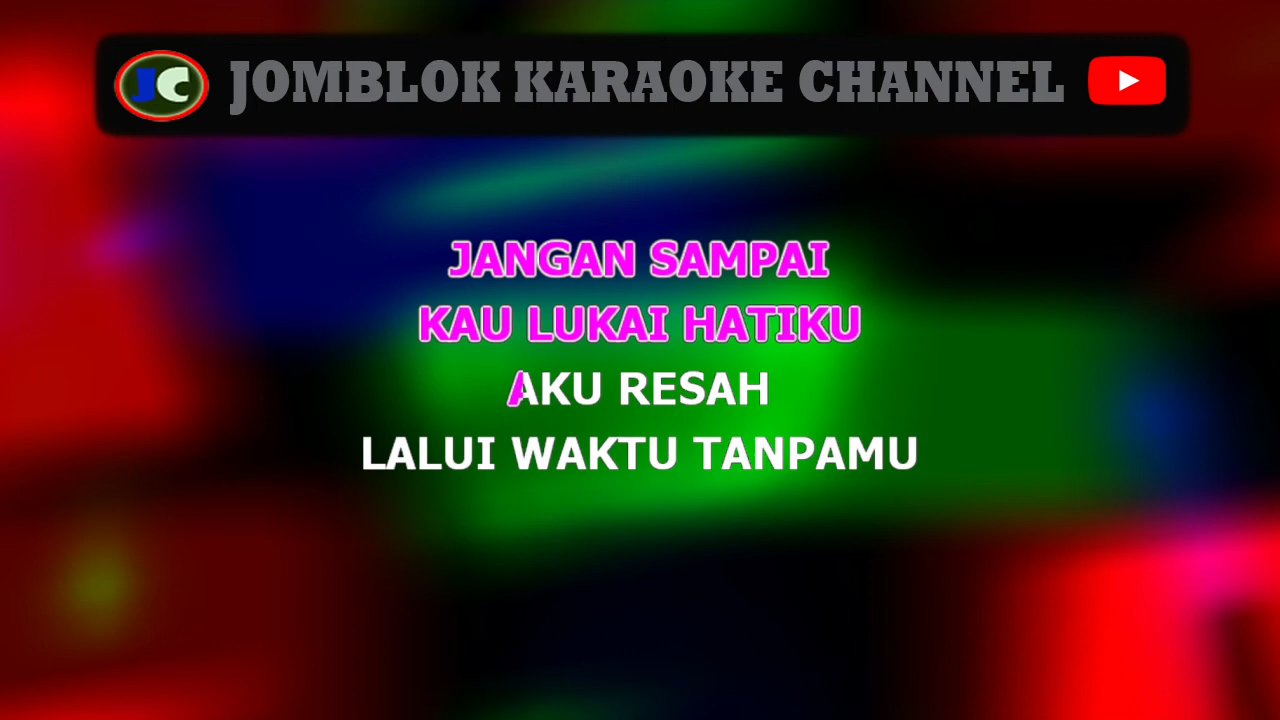 JC JOMBLOK KARAOKE CHANNEL
JANGAN SAMPAI
KAU LUKAI HATIKU
AKU RESAH
LALUI WAKTU TANPAMU